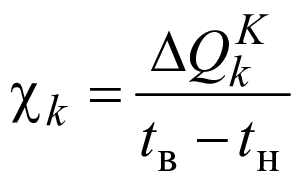 χ_k = ΔQ_k^K / (t_в − t_н)